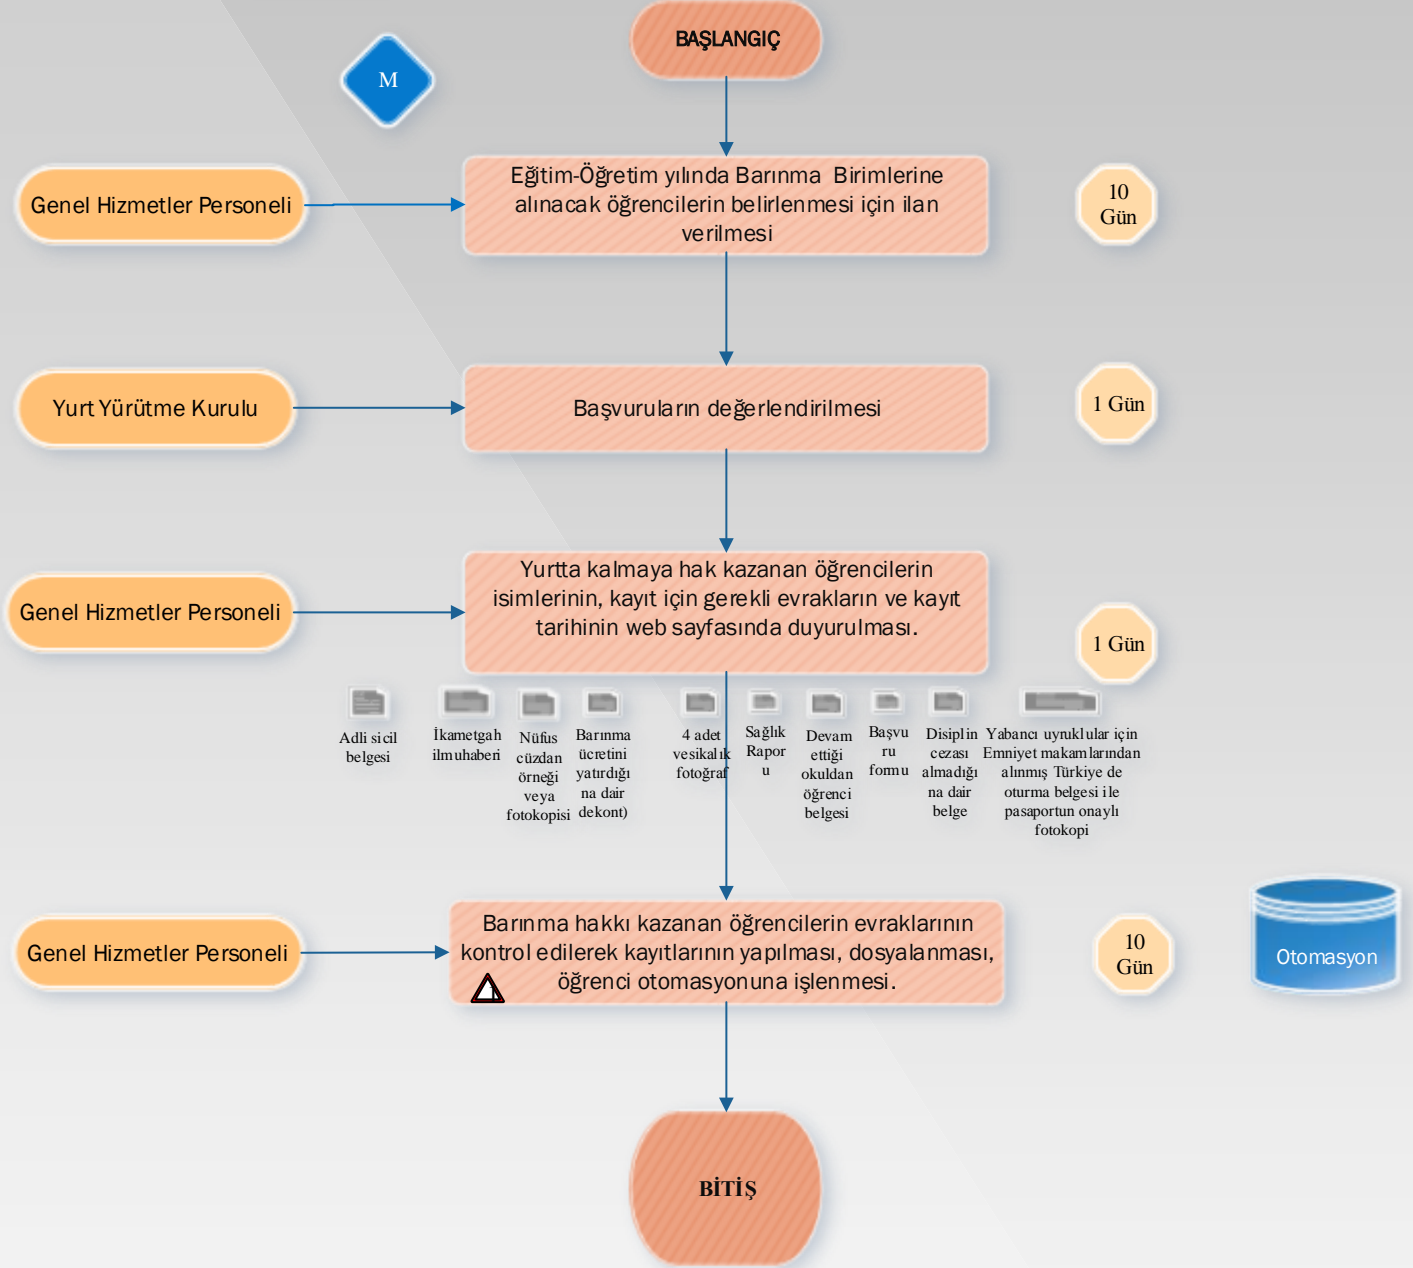 BAŞLANGIÇ
M
Genel Hizmetler Personeli
Eğitim-Öğretim yılında Barınma Birimlerine
alınacak öğrencilerin belirlenmesi için ilan
verilmesi
10
Gün
Yurt Yürütme Kurulu
Başvuruların değerlendirilmesi
1 Gün
Genel Hizmetler Personeli
Yurtta kalmaya hak kazanan öğrencilerin
isimlerinin, kayıt için gerekli evrakların ve kayıt
tarihinin web sayfasında duyurulması.
1 Gün
Adli sicil
belgesi
İkametgah
ilmuhaberi
Nüfus
cüzdan
örneği
veya
fotokopisi
Barınma
ücretini
yatırdığı
na dair
dekont)
4 adet
vesikalık
fotoğraf
Sağlık
Rapor
u
Devam
ettiği
okuldan
öğrenci
belgesi
Başvu
ru
formu
Disiplin
cezası
almadığı
na dair
belge
Yabancı uyruklular için
Emniyet makamlarından
alınmış Türkiye de
oturma belgesi ile
pasaportun onaylı
fotokopi
Genel Hizmetler Personeli
Barınma hakkı kazanan öğrencilerin evraklarının
kontrol edilerek kayıtlarının yapılması, dosyalanması,
öğrenci otomasyonuna işlenmesi.
1
10
Gün
Otomasyon
BİTİŞ